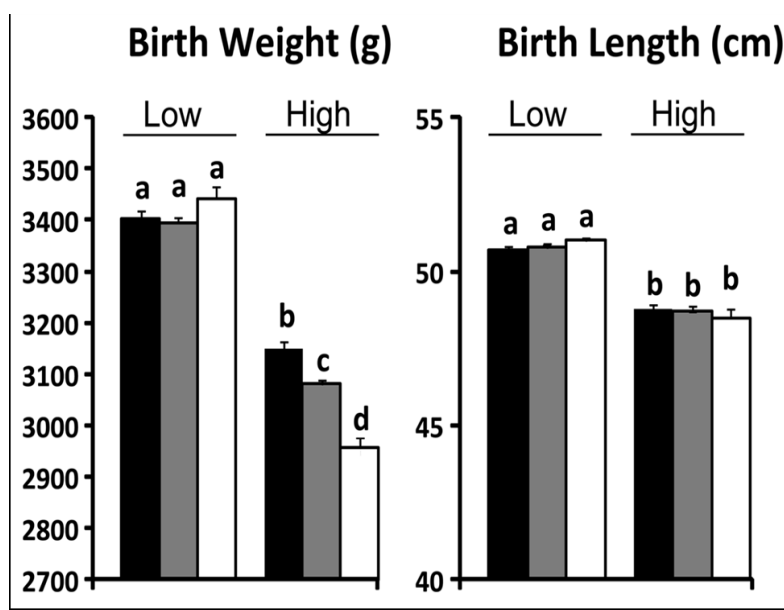 Birth Weight (g)
Birth Length (cm)
Low
High
3600
3500
3400
3300
3200
3100
3000
2900
2800
2700
a
a
a
b
c
d
Low
High
55
50
45
40
a
a
a
b
b
b